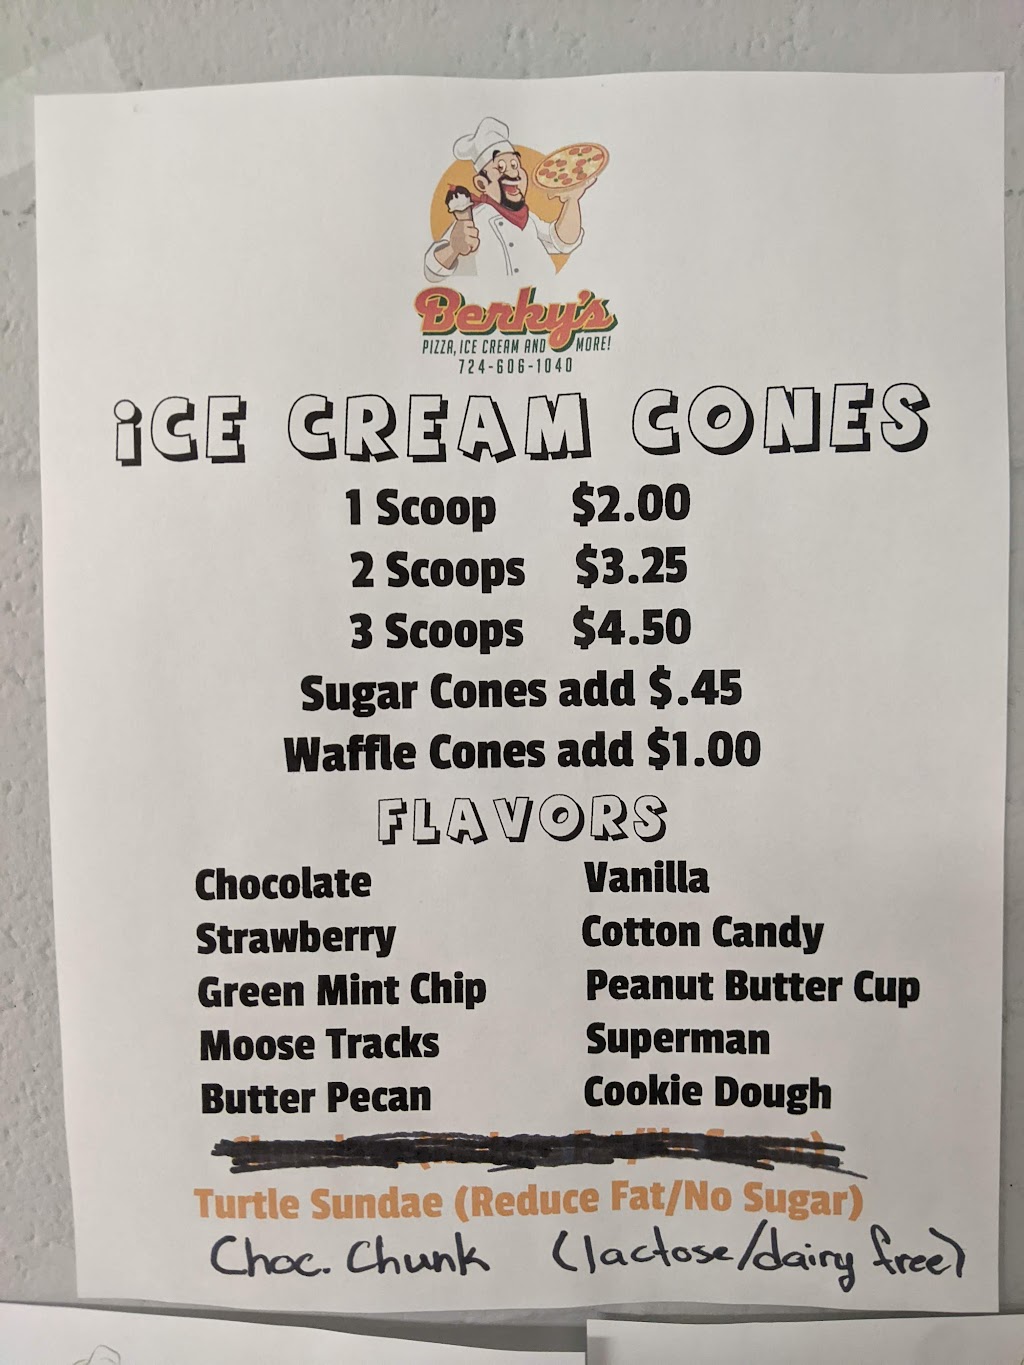 Berky's
PIZZA, ICE CREAM AND MORE!
724-606-1040
iCE CREAM CONES
1 Scoop $2.00
2 Scoops $3.25
3 Scoops $4.50
Sugar Cones add $.45
Waffle Cones add $1.00
FLAVORS
Chocolate Vanilla
Strawberry Cotton Candy
Green Mint Chip Peanut Butter Cup
Moose Tracks Superman
Butter Pecan Cookie Dough
Turtle Sundae (Reduce Fat/No Sugar)
Choc. Chunk (lactose/dairy free)